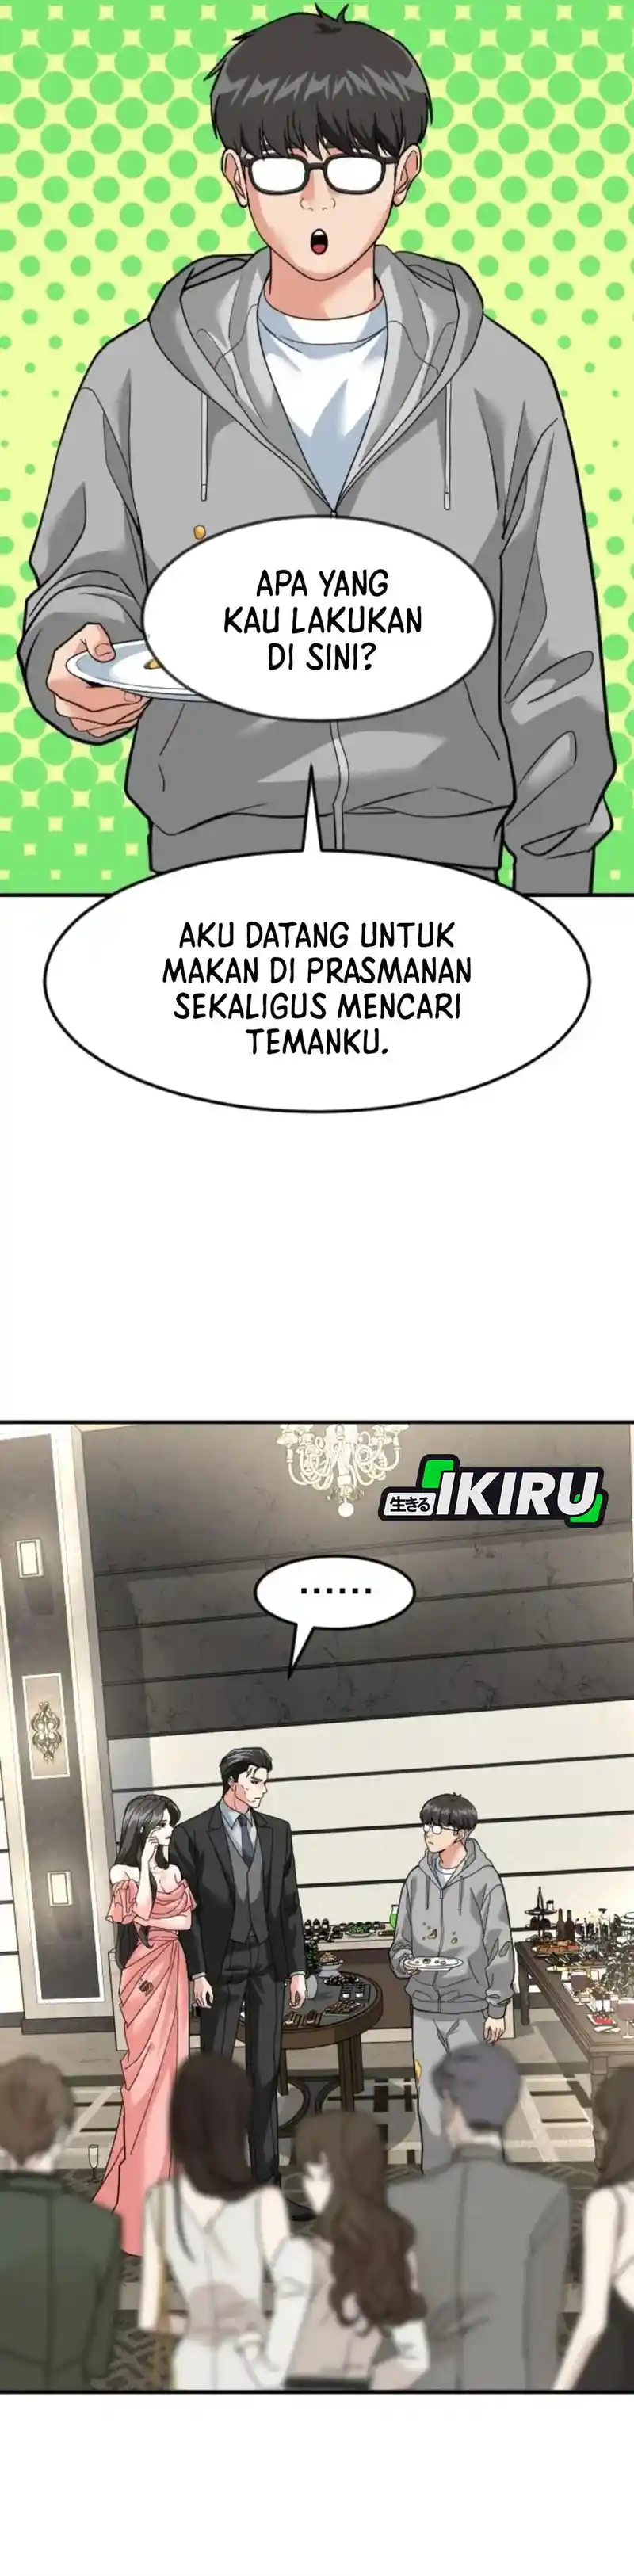 APA YANG
KAU LAKUKAN
DI SINI?
AKU DATANG UNTUK
MAKAN DI PRASMANAN
SEKALIGUS MENCARI
TEMANKU.
生きる IKIRU
......